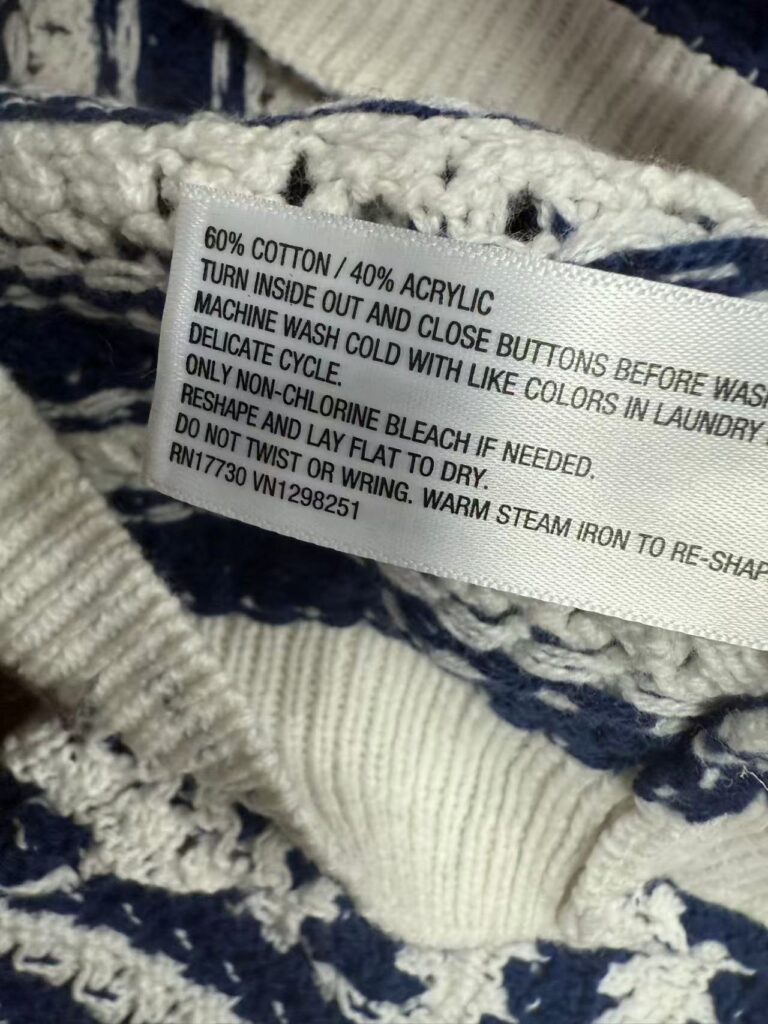 60% COTTON / 40% ACRYLIC
TURN INSIDE OUT AND CLOSE BUTTONS BEFORE
MACHINE WASH COLD WITH LIKE COLORS IN LAUNDRY
DELICATE CYCLE.
ONLY NON-CHLORINE BLEACH IF NEEDED.
RESHAPE AND LAY FLAT TO DRY.
DO NOT TWIST OR WRING. WARM STEAM IRON TO RE-SHAP
RN17730 VN1298251